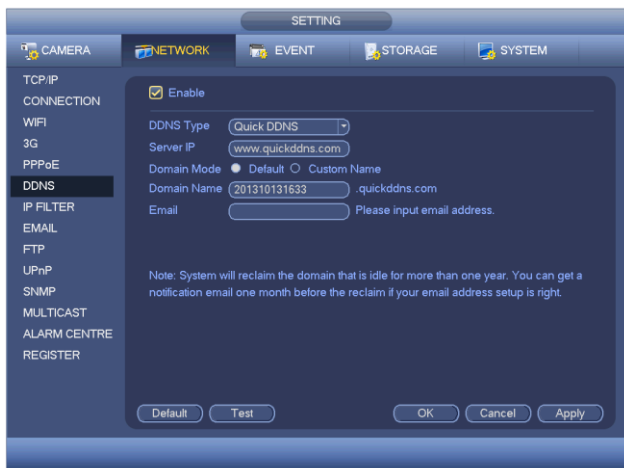 SETTING
CAMERA NETWORK EVENT STORAGE SYSTEM
TCP/IP
CONNECTION
WIFI
3G
PPPoE
DDNS
IP FILTER
EMAIL
FTP
UPnP
SNMP
MULTICAST
ALARM CENTRE
REGISTER
Enable
DDNS Type Quick DDNS
Server IP www.quickddns.com
Domain Mode Default Custom Name
Domain Name 201310131633 .quickddns.com
Email Please input email address.
Note: System will reclaim the domain that is idle for more than one year. You can get a
notification email one month before the reclaim if your email address setup is right.
Default Test OK Cancel Apply